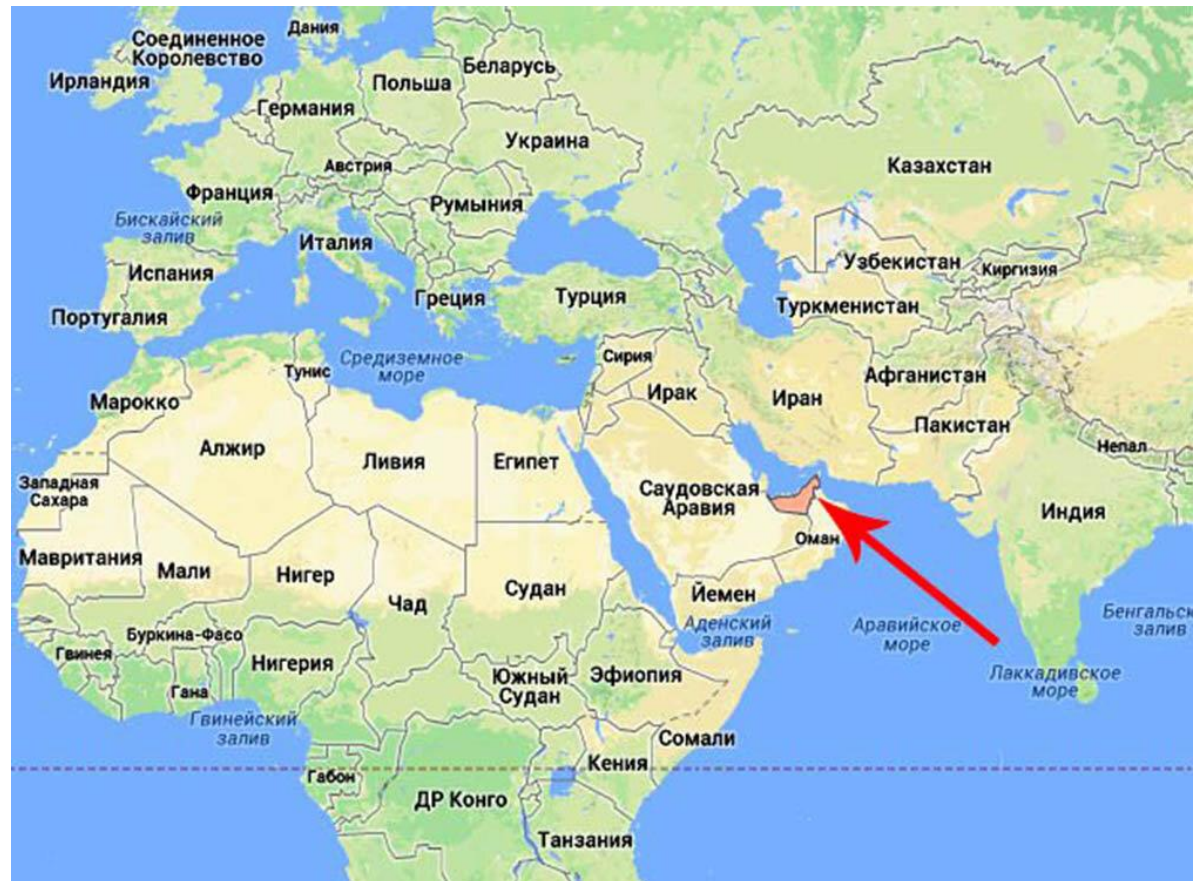 Дания
Соединенное
Королевство
Ирландия
Беларусь
Польша
Германия
Украина
Австрия
Казахстан
Франция
Румыния
Бискайский
залив
Италия
Узбекистан
Киргизия
Испания
Греция
Турция
Туркменистан
Португалия
Средиземное
море
Сирия
Тунис
Афганистан
Марокко
Ирак
Иран
Пакистан
Алжир
Ливия
Египет
Непал
Западная
Сахара
Саудовская
Аравия
Индия
Оман
Мавритания
Мали
Нигер
Судан
Йемен
Чад
Аденский
залив
Аравийское
море
Бенгальск
залив
Буркина-Фасо
Гвинея
Нигерия
Южный
Судан
Эфиопия
Лаккадивское
море
Гана
Гвинейский
залив
Сомали
Кения
Габон
ДР Конго
Танзания